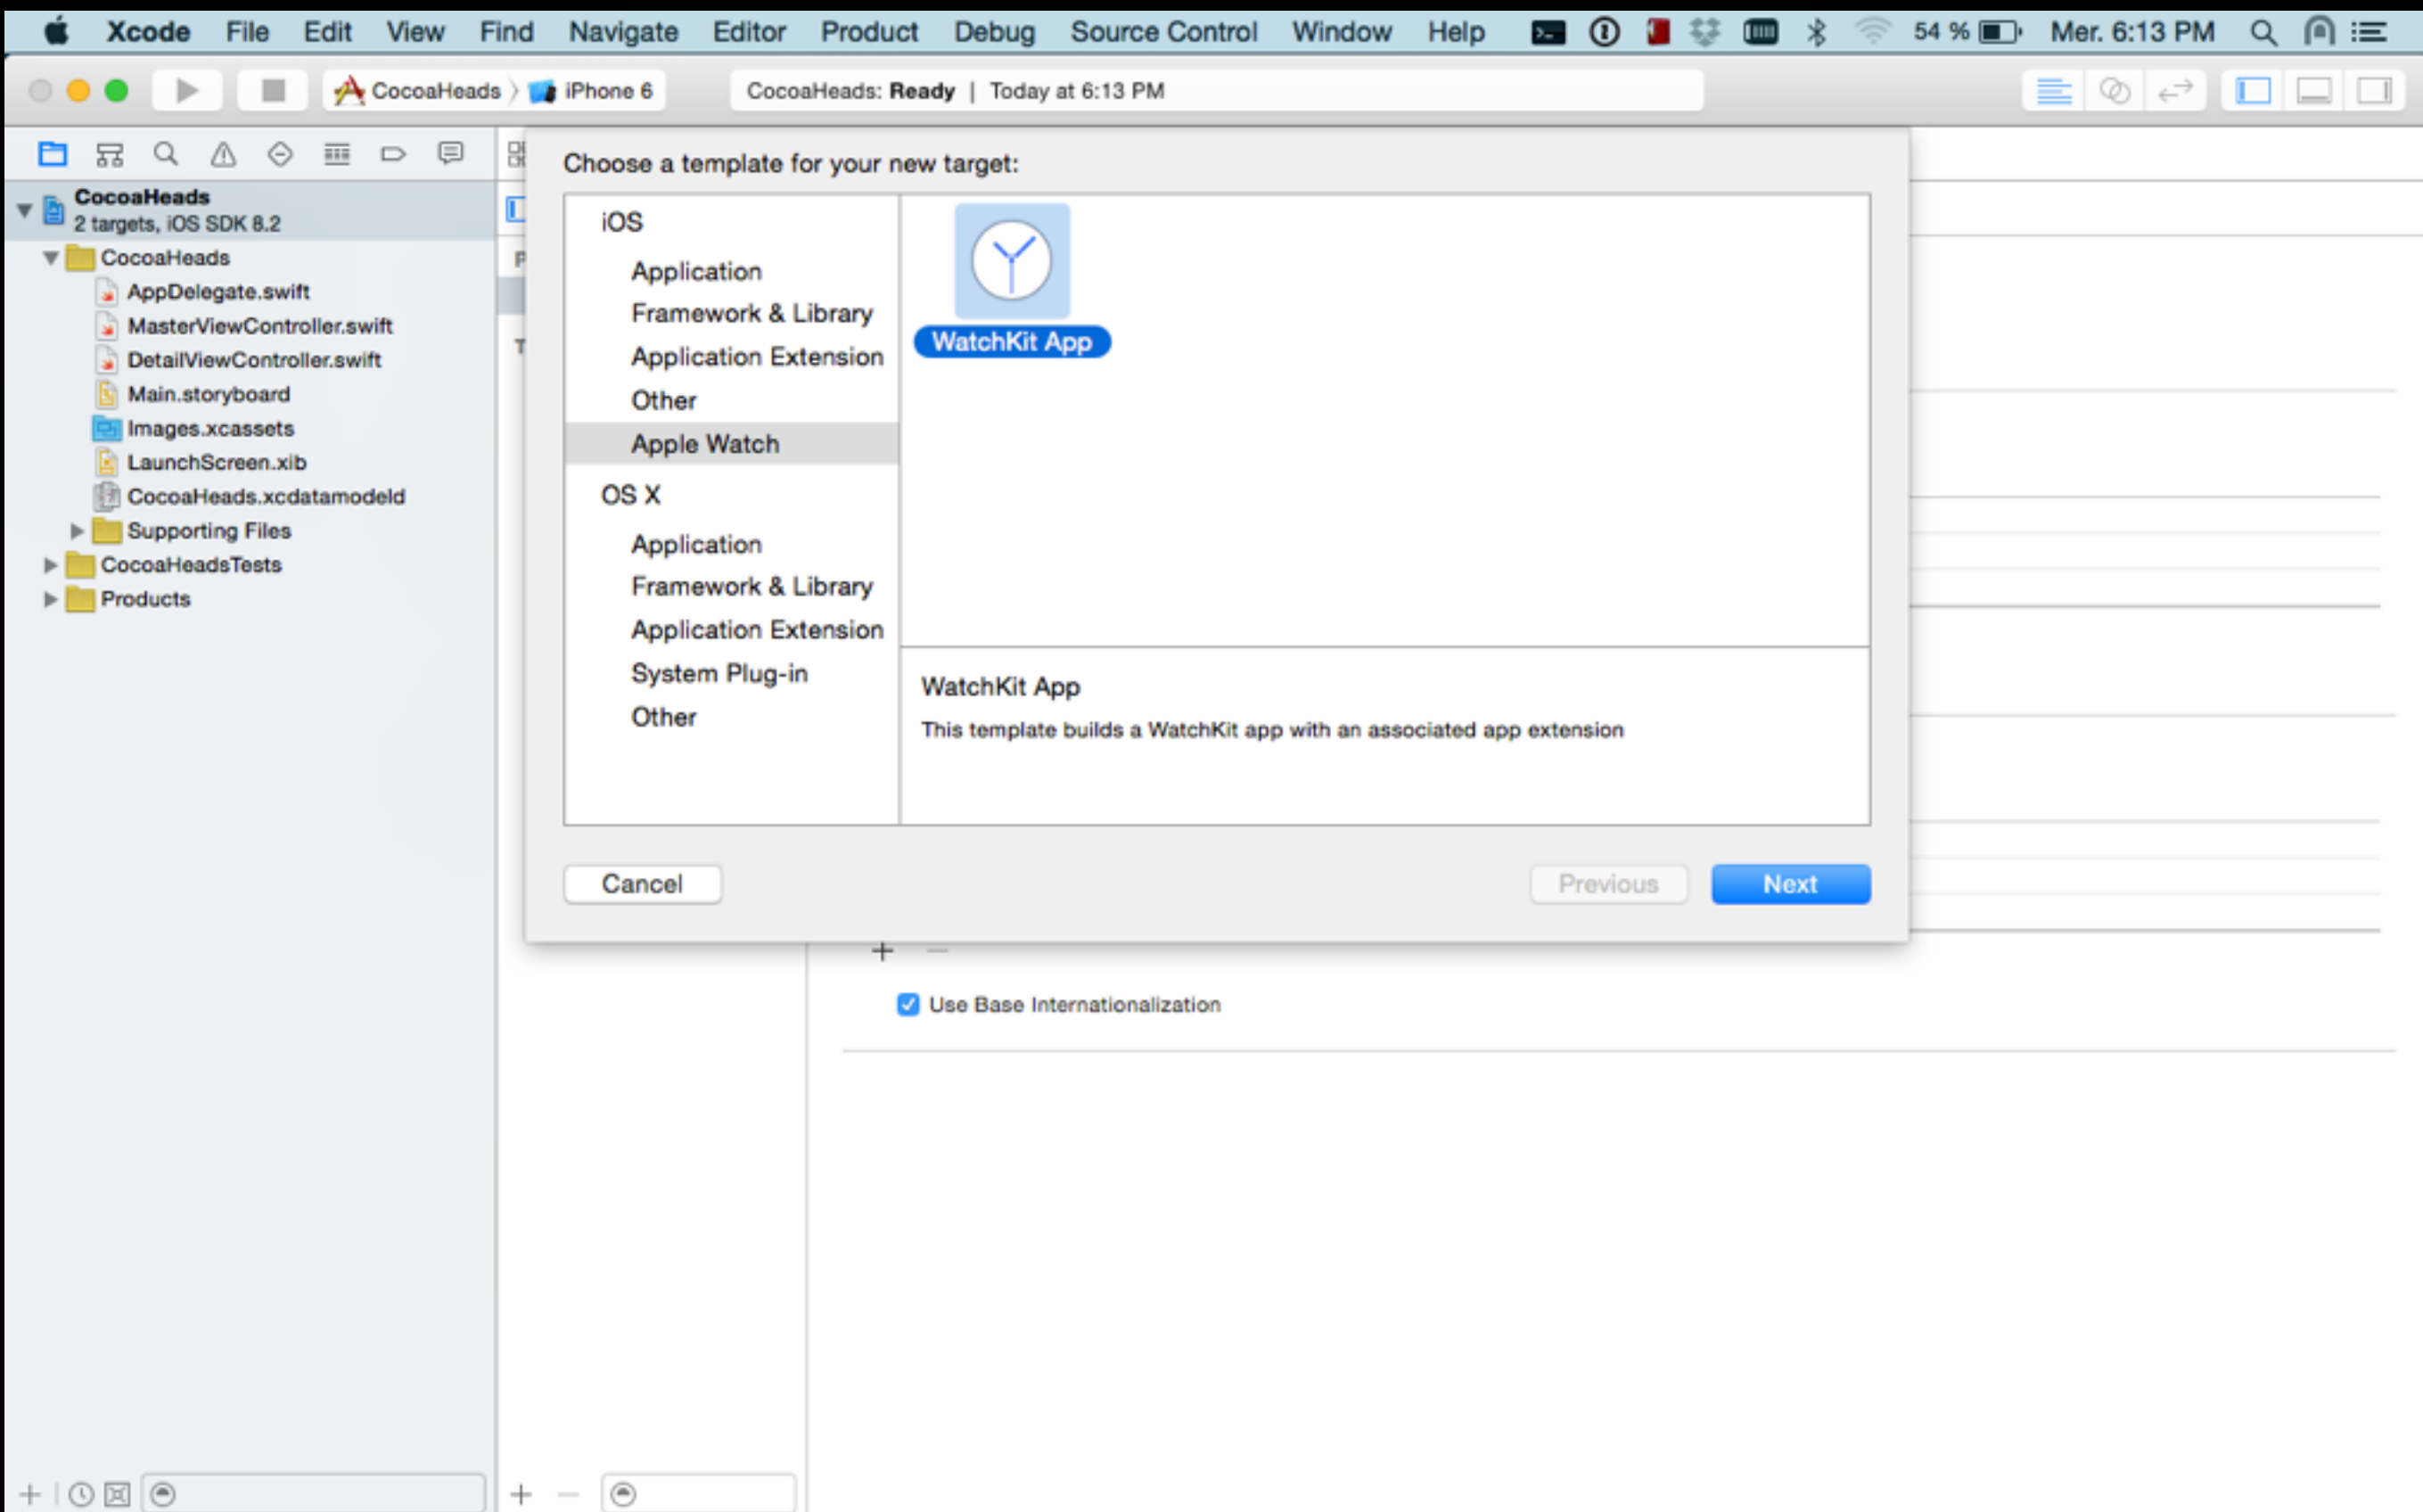 Xcode File Edit View Find Navigate Editor Product Debug Source Control Window Help 54 % Mer. 6:13 PM
CocoaHeads iPhone 6 CocoaHeads: Ready | Today at 6:13 PM
CocoaHeads
2 targets, iOS SDK 8.2
CocoaHeads
AppDelegate.swift
MasterViewController.swift
DetailViewController.swift
Main.storyboard
Images.xcassets
LaunchScreen.xib
CocoaHeads.xcdatamodeld
Supporting Files
CocoaHeadsTests
Products
P
T
Choose a template for your new target:
iOS
Application
Framework & Library
Application Extension
Other
Apple Watch
OS X
Application
Framework & Library
Application Extension
System Plug-in
Other
WatchKit App
WatchKit App
This template builds a WatchKit app with an associated app extension
Cancel Previous Next
Use Base Internationalization